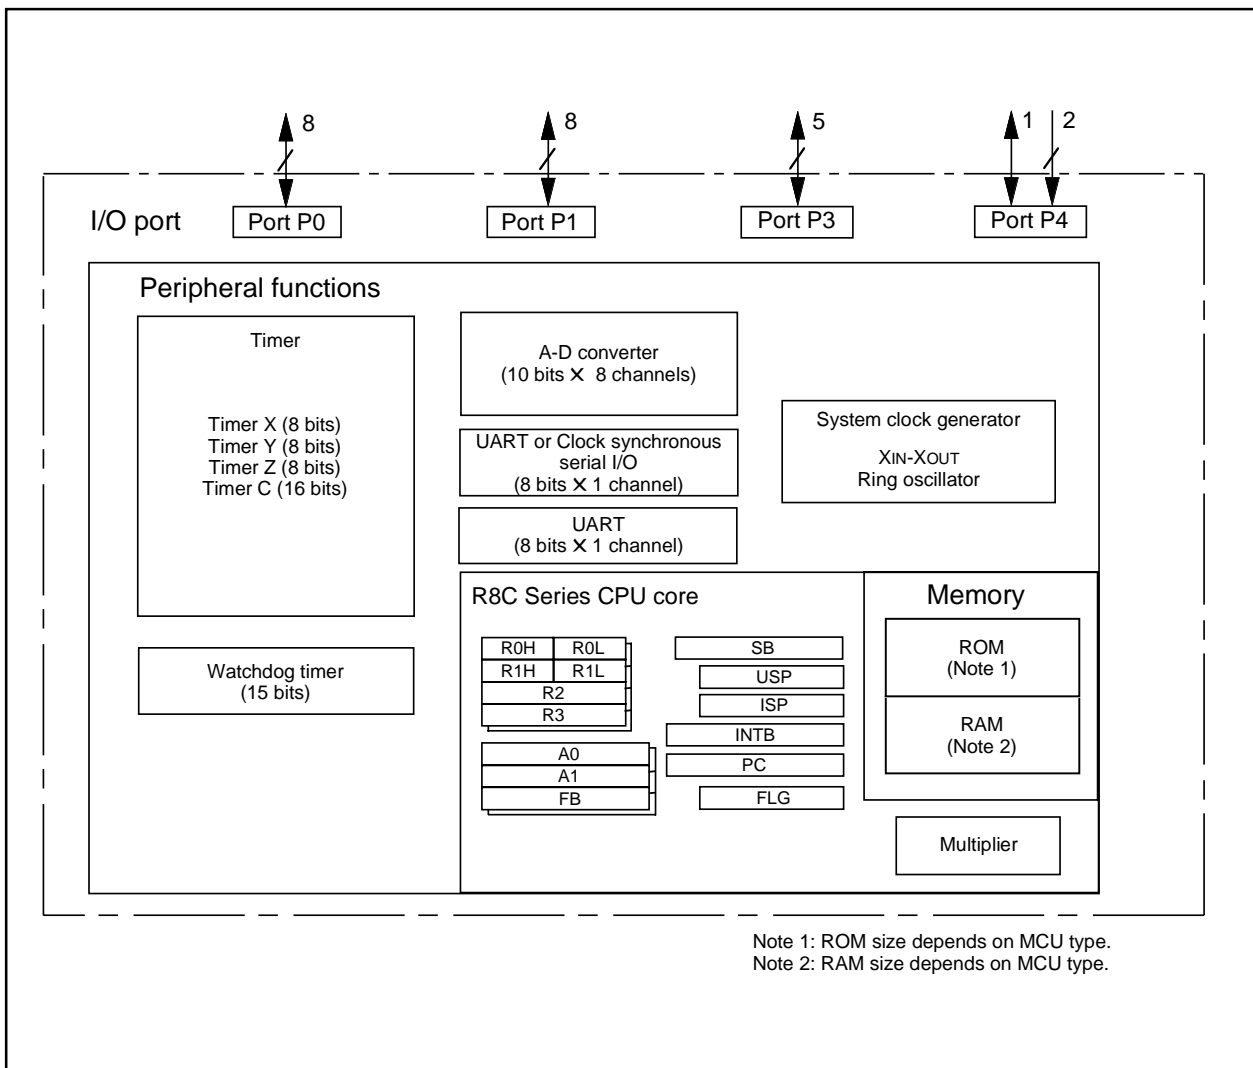 8
8
5
1
2
I/O port
Port P0
Port P1
Port P3
Port P4
Peripheral functions
Timer
Timer X (8 bits)
Timer Y (8 bits)
Timer Z (8 bits)
Timer C (16 bits)
Watchdog timer
(15 bits)
A-D converter
(10 bits X 8 channels)
UART or Clock synchronous
serial I/O
(8 bits X 1 channel)
UART
(8 bits X 1 channel)
System clock generator
XIN-XOUT
Ring oscillator
R8C Series CPU core
R0H
R0L
R1H
R1L
R2
R3
A0
A1
FB
SB
USP
ISP
INTB
PC
FLG
Memory
ROM
(Note 1)
RAM
(Note 2)
Multiplier
Note 1: ROM size depends on MCU type.
Note 2: RAM size depends on MCU type.